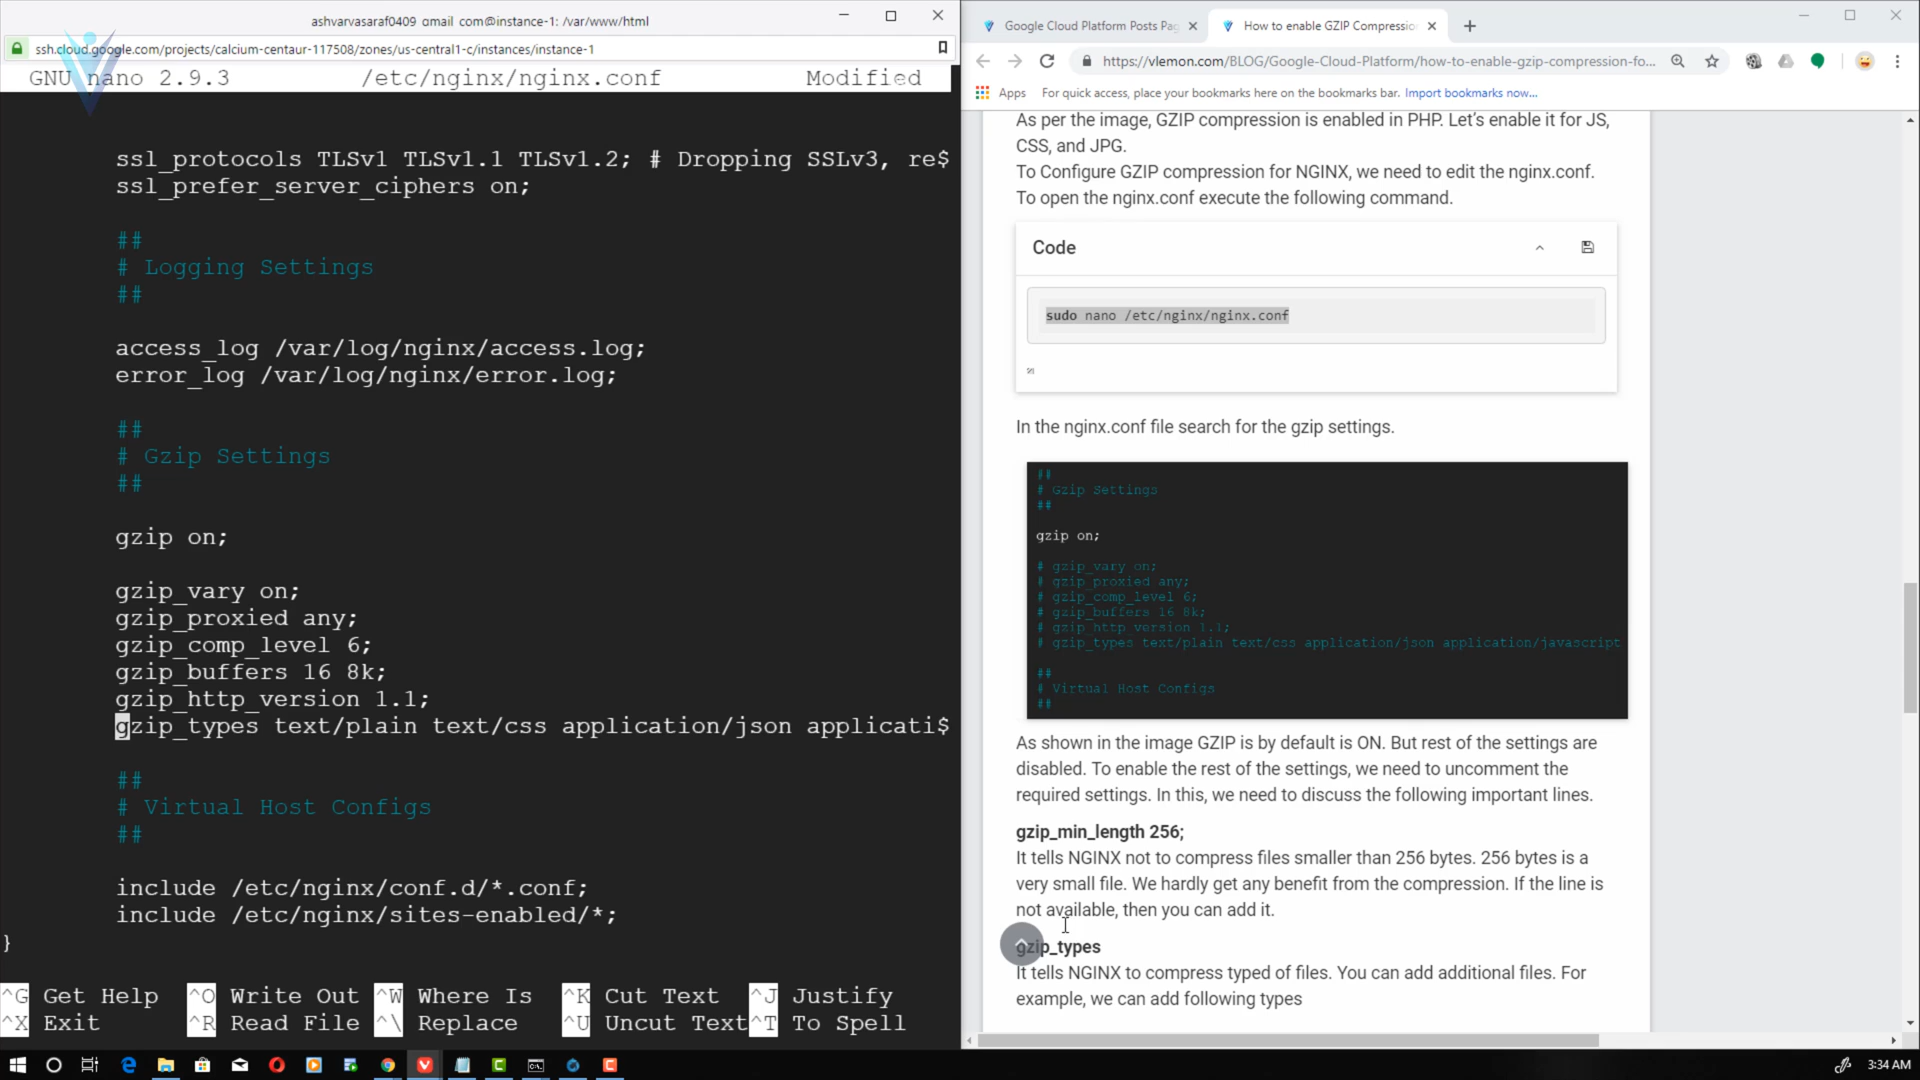 ashvarvasaraf0409_gmail_com@instance-1: /var/www/html
ssh.cloud.google.com/projects/calcium-centaur-117508/zones/us-central1-c/instances/instance-1
GNU nano 2.9.3 /etc/nginx/nginx.conf Modified
ssl_protocols TLSv1 TLSv1.1 TLSv1.2; # Dropping SSLv3, re$
ssl_prefer_server_ciphers on;
##
# Logging Settings
##
access_log /var/log/nginx/access.log;
error_log /var/log/nginx/error.log;
##
# Gzip Settings
##
gzip on;
gzip_vary on;
gzip_proxied any;
gzip_comp_level 6;
gzip_buffers 16 8k;
gzip_http_version 1.1;
gzip_types text/plain text/css application/json applicati$
##
# Virtual Host Configs
##
include /etc/nginx/conf.d/*.conf;
include /etc/nginx/sites-enabled/*;
}
^G Get Help ^O Write Out ^W Where Is ^K Cut Text ^J Justify
^X Exit ^R Read File ^\ Replace ^U Uncut Text ^T To Spell
Google Cloud Platform Posts Pag
How to enable GZIP Compressio
https://vlemon.com/BLOG/Google-Cloud-Platform/how-to-enable-gzip-compression-fo...
Apps For quick access, place your bookmarks here on the bookmarks bar. Import bookmarks now...
As per the image, GZIP compression is enabled in PHP. Let's enable it for JS,
CSS, and JPG.
To Configure GZIP compression for NGINX, we need to edit the nginx.conf.
To open the nginx.conf execute the following command.
Code
sudo nano /etc/nginx/nginx.conf
In the nginx.conf file search for the gzip settings.
##
# Gzip Settings
##
gzip on;
# gzip_vary on;
# gzip_proxied any;
# gzip_comp_level 6;
# gzip_buffers 16 8k;
# gzip_http_version 1.1;
# gzip_types text/plain text/css application/json application/javascript
##
# Virtual Host Configs
##
As shown in the image GZIP is by default is ON. But rest of the settings are
disabled. To enable the rest of the settings, we need to uncomment the
required settings. In this, we need to discuss the following important lines.
gzip_min_length 256;
It tells NGINX not to compress files smaller than 256 bytes. 256 bytes is a
very small file. We hardly get any benefit from the compression. If the line is
not available, then you can add it.
gzip_types
It tells NGINX to compress typed of files. You can add additional files. For
example, we can add following types
3:34 AM